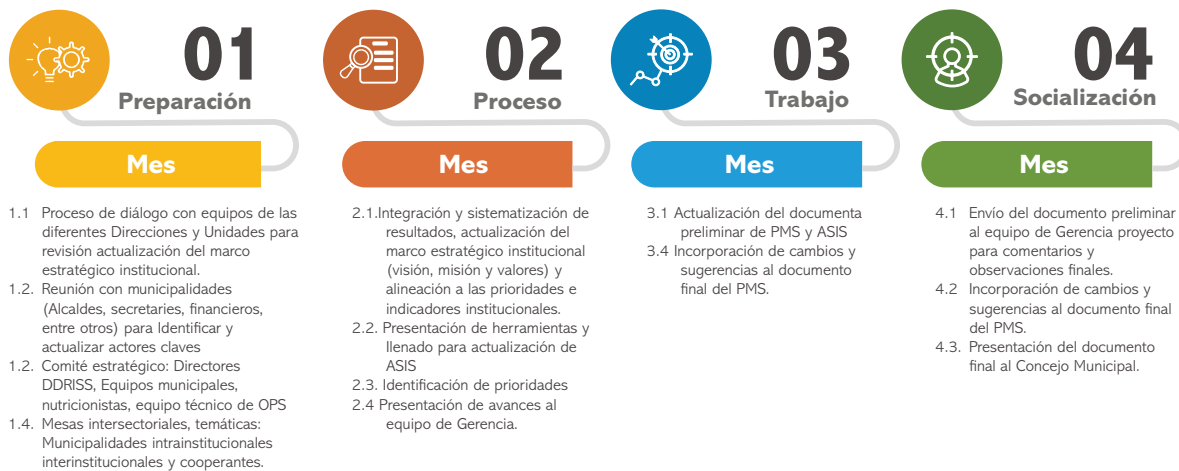 01
Preparación
Mes
1.1 Proceso de diálogo con equipos de las
diferentes Direcciones y Unidades para
revisión actualización del marco
estratégico institucional.
1.2. Reunión con municipalidades
(Alcaldes, secretaries, financieros,
entre otros) para Identificar y
actualizar actores claves
1.2. Comité estratégico: Directores
DDRISS, Equipos municipales,
nutricionistas, equipo técnico de OPS
1.4. Mesas intersectoriales, temáticas:
Municipalidades intrainstitucionales
interinstitucionales y cooperantes.
02
Proceso
Mes
2.1.Integración y sistematización de
resultados, actualización del
marco estratégico institucional
(visión, misión y valores) y
alineación a las prioridades e
indicadores institucionales.
2.2. Presentación de herramientas y
llenado para actualización de
ASIS
2.3. Identificación de prioridades
2.4 Presentación de avances al
equipo de Gerencia.
03
Trabajo
Mes
3.1 Actualización del documenta
preliminar de PMS y ASIS
3.4 Incorporación de cambios y
sugerencias al documento
final del PMS.
04
Socialización
Mes
4.1 Envío del documento preliminar
al equipo de Gerencia proyecto
para comentarios y
observaciones finales.
4.2 Incorporación de cambios y
sugerencias al documento final
del PMS.
4.3. Presentación del documento
final al Concejo Municipal.